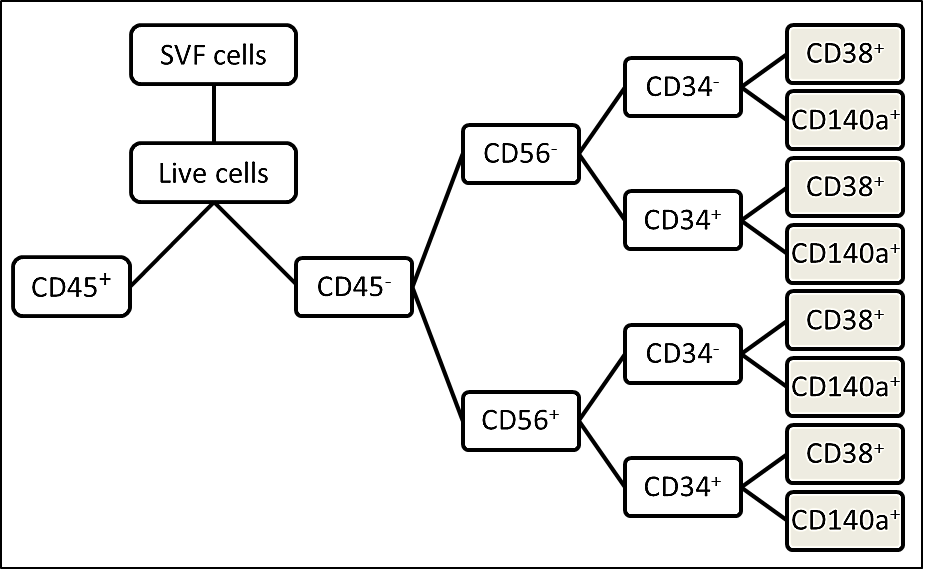 SVF cells
Live cells
CD45⁺
CD45⁻
CD56⁻
CD56⁺
CD34⁻
CD34⁺
CD34⁻
CD34⁺
CD38⁺
CD140a⁺
CD38⁺
CD140a⁺
CD38⁺
CD140a⁺
CD38⁺
CD140a⁺